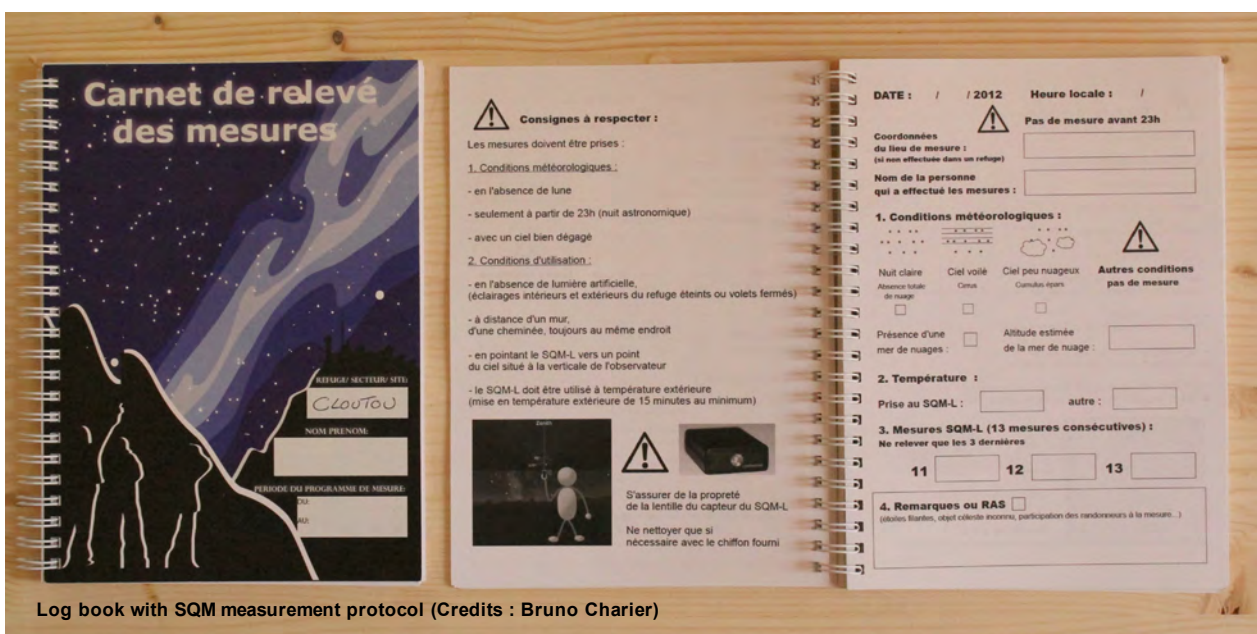 Carnet de relevé
des mesures
REFUGE/ SECTEUR/ SITE:
CLOUTOU
NOM PRENOM:
PERIODE DU PROGRAMME DE MESURE:
DU:
AU:
Consignes à respecter :
Les mesures doivent être prises :
1. Conditions météorologiques :
- en l'absence de lune
- seulement à partir de 23h (nuit astronomique)
- avec un ciel bien dégagé
2. Conditions d'utilisation :
- en l'absence de lumière artificielle,
(éclairages intérieurs et extérieurs du refuge éteints ou volets fermés)
- à distance d'un mur,
d'une cheminée, toujours au même endroit
- en pointant le SQM-L vers un point
du ciel situé à la verticale de l'observateur
- le SQM-L doit être utilisé à température extérieure
(mise en température extérieure de 15 minutes au minimum)
Zénith
S'assurer de la propreté
de la lentille du capteur du SQM-L
Ne nettoyer que si
nécessaire avec le chiffon fourni
DATE : / / 2012 Heure locale : /
Pas de mesure avant 23h
Coordonnées
du lieu de mesure :
(si non effectuée dans un refuge)
Nom de la personne
qui a effectué les mesures :
1. Conditions météorologiques :
Nuit claire Ciel voilé Ciel peu nuageux Autres conditions
Absence totale Cirrus Cumulus épars pas de mesure
de nuage
Présence d'une Altitude estimée
mer de nuages : de la mer de nuage :
2. Température :
Prise au SQM-L : autre :
3. Mesures SQM-L (13 mesures consécutives) :
Ne relever que les 3 dernières
11 12 13
4. Remarques ou RAS
(étoiles filantes, objet céleste inconnu, participation des randonneurs à la mesure...)
Log book with SQM measurement protocol (Credits : Bruno Charier)